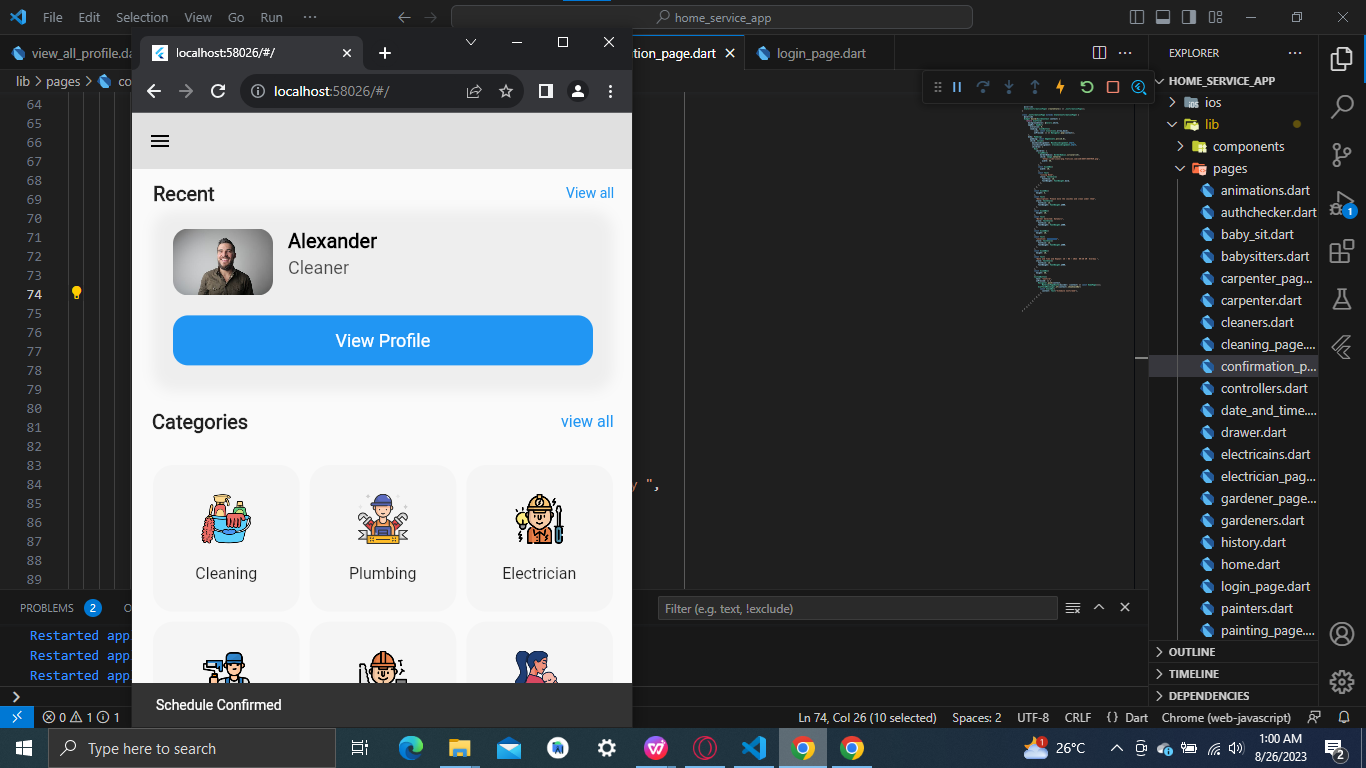 File Edit Selection View Go Run ··· home_service_app
view_all_profile.da
localhost:58026/#/
ation_page.dart
login_page.dart
EXPLORER
lib > pages > co
localhost:58026/#/
HOME_SERVICE_APP
ios
lib
components
pages
animations.dart
authchecker.dart
baby_sit.dart
babysitters.dart
carpenter_pag...
carpenter.dart
cleaners.dart
cleaning_page....
confirmation_p...
controllers.dart
date_and_time....
drawer.dart
electricains.dart
electrician_pag...
gardener_page...
gardeners.dart
history.dart
home.dart
login_page.dart
painters.dart
painting_page....
OUTLINE
TIMELINE
DEPENDENCIES
64
65
66
67
68
69
70
71
72
73
74
75
76
77
78
79
80
81
82
83
84
85
86
87
88
89
y ",
Recent View all
Alexander
Cleaner
View Profile
Categories view all
Cleaning Plumbing Electrician
Schedule Confirmed
PROBLEMS 2 O
Filter (e.g. text, !exclude)
Restarted app
Restarted app
Restarted app
0 1 1
Ln 74, Col 26 (10 selected) Spaces: 2 UTF-8 CRLF {} Dart Chrome (web-javascript)
Type here to search
1
26°C
1:00 AM
8/26/2023
2